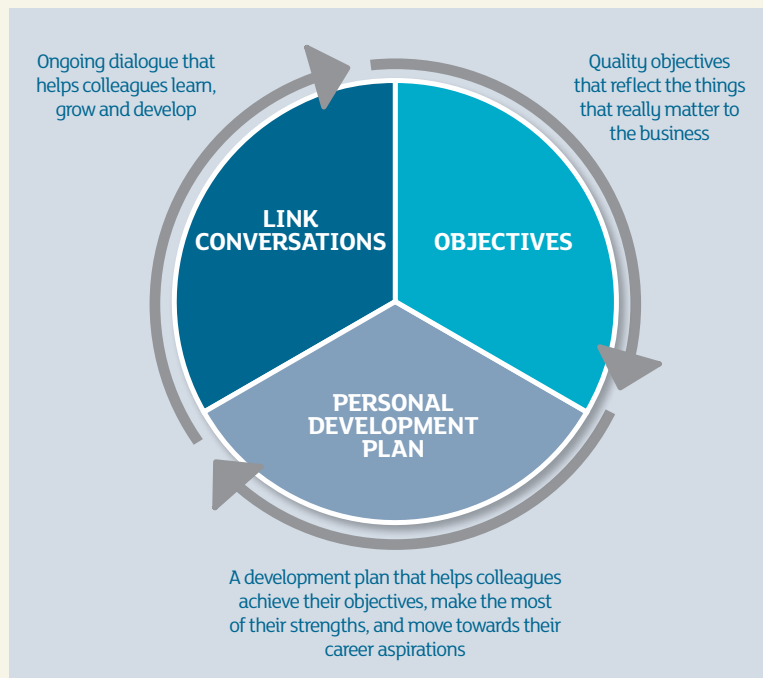 Ongoing dialogue that
helps colleagues learn,
grow and develop
Quality objectives
that reflect the things
that really matter to
the business
LINK
CONVERSATIONS
OBJECTIVES
PERSONAL
DEVELOPMENT
PLAN
A development plan that helps colleagues
achieve their objectives, make the most
of their strengths, and move towards their
career aspirations